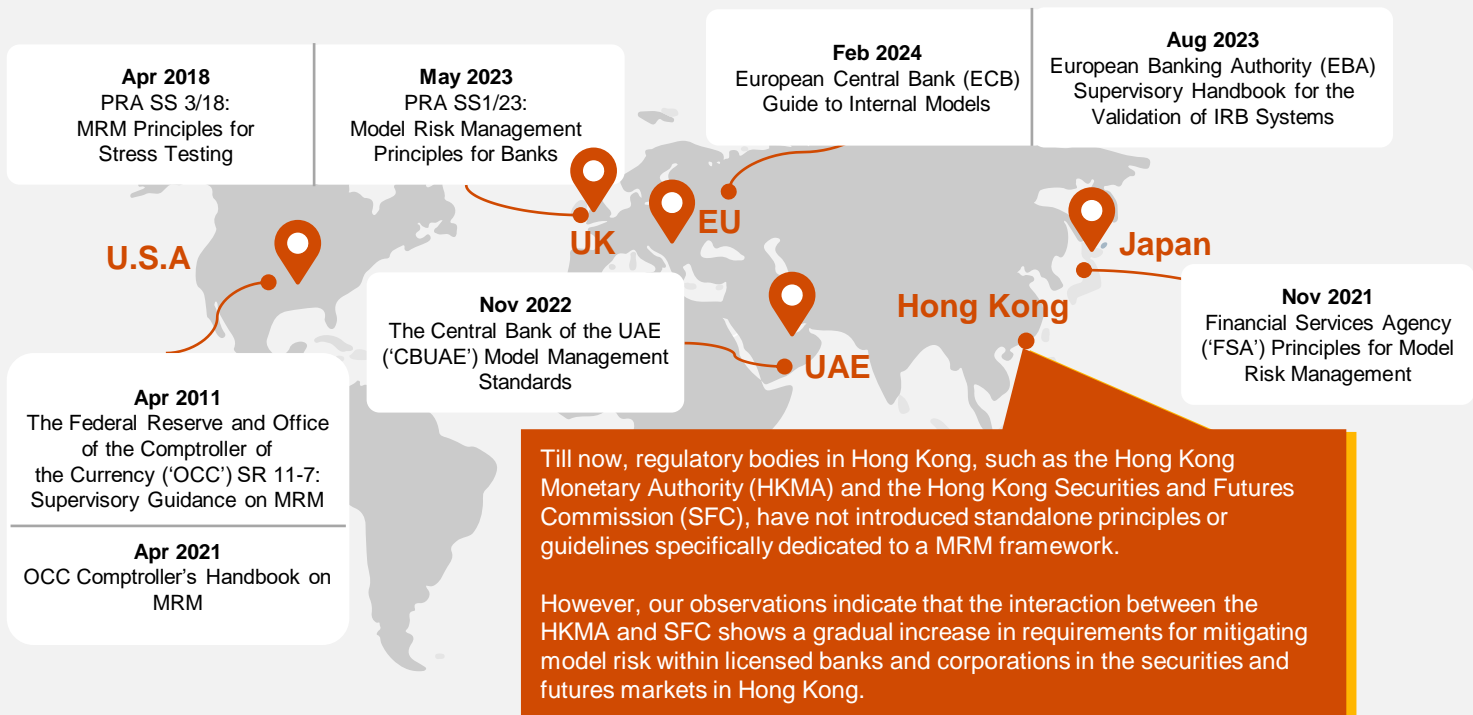 Apr 2018
PRA SS 3/18:
MRM Principles for
Stress Testing
May 2023
PRA SS1/23:
Model Risk Management
Principles for Banks
Feb 2024
European Central Bank (ECB)
Guide to Internal Models
Aug 2023
European Banking Authority (EBA)
Supervisory Handbook for the
Validation of IRB Systems
U.S.A
UK
EU
Japan
Hong Kong
UAE
Nov 2022
The Central Bank of the UAE
(‘CBUAE’) Model Management
Standards
Nov 2021
Financial Services Agency
(‘FSA’) Principles for Model
Risk Management
Apr 2011
The Federal Reserve and Office
of the Comptroller of
the Currency (‘OCC’) SR 11-7:
Supervisory Guidance on MRM
Apr 2021
OCC Comptroller’s Handbook on
MRM
Till now, regulatory bodies in Hong Kong, such as the Hong Kong
Monetary Authority (HKMA) and the Hong Kong Securities and Futures
Commission (SFC), have not introduced standalone principles or
guidelines specifically dedicated to a MRM framework.
However, our observations indicate that the interaction between the
HKMA and SFC shows a gradual increase in requirements for mitigating
model risk within licensed banks and corporations in the securities and
futures markets in Hong Kong.